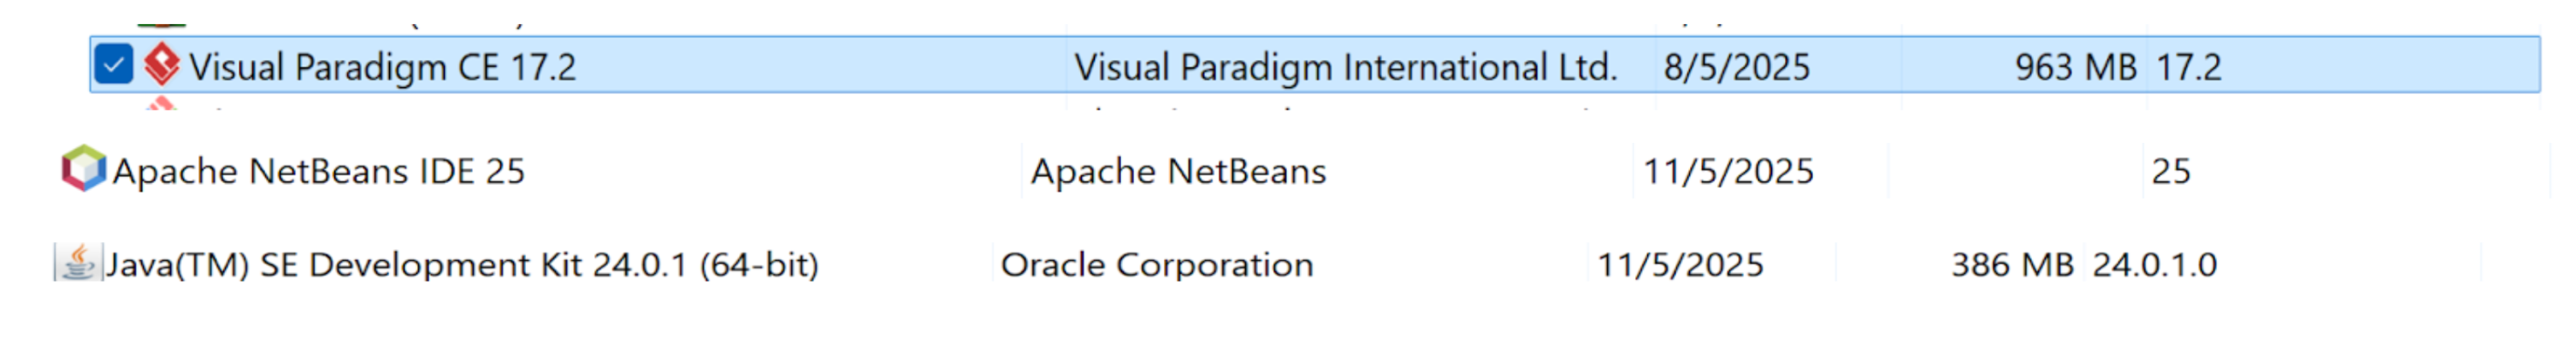 Visual Paradigm CE 17.2 Visual Paradigm International Ltd. 8/5/2025 963 MB 17.2
Apache NetBeans IDE 25 Apache NetBeans 11/5/2025 25
Java(TM) SE Development Kit 24.0.1 (64-bit) Oracle Corporation 11/5/2025 386 MB 24.0.1.0